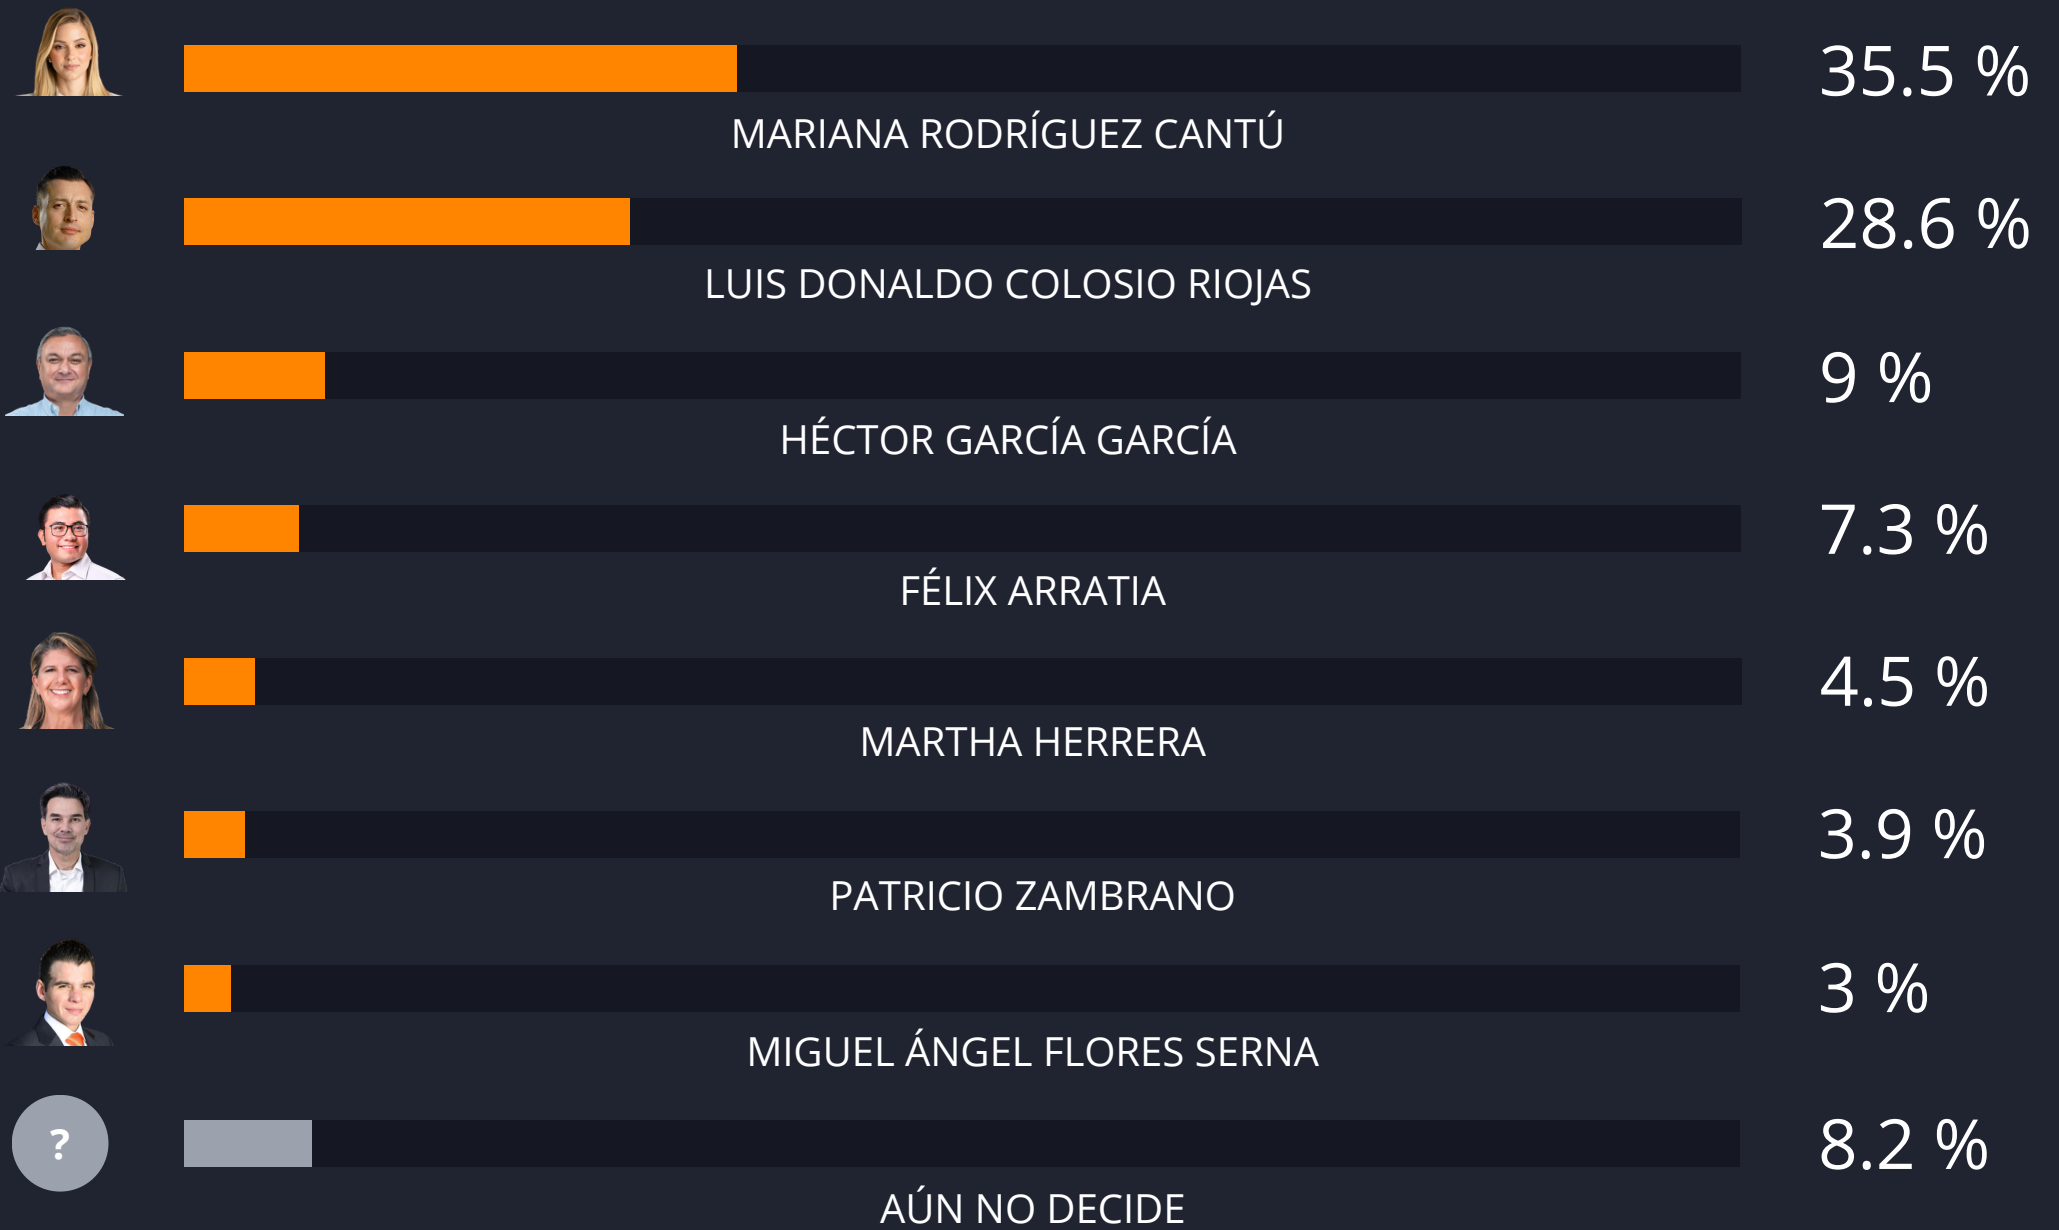 35.5 %
MARIANA RODRÍGUEZ CANTÚ
28.6 %
LUIS DONALDO COLOSIO RIOJAS
9 %
HÉCTOR GARCÍA GARCÍA
7.3 %
FÉLIX ARRATIA
4.5 %
MARTHA HERRERA
3.9 %
PATRICIO ZAMBRANO
3 %
MIGUEL ÁNGEL FLORES SERNA
?
8.2 %
AÚN NO DECIDE